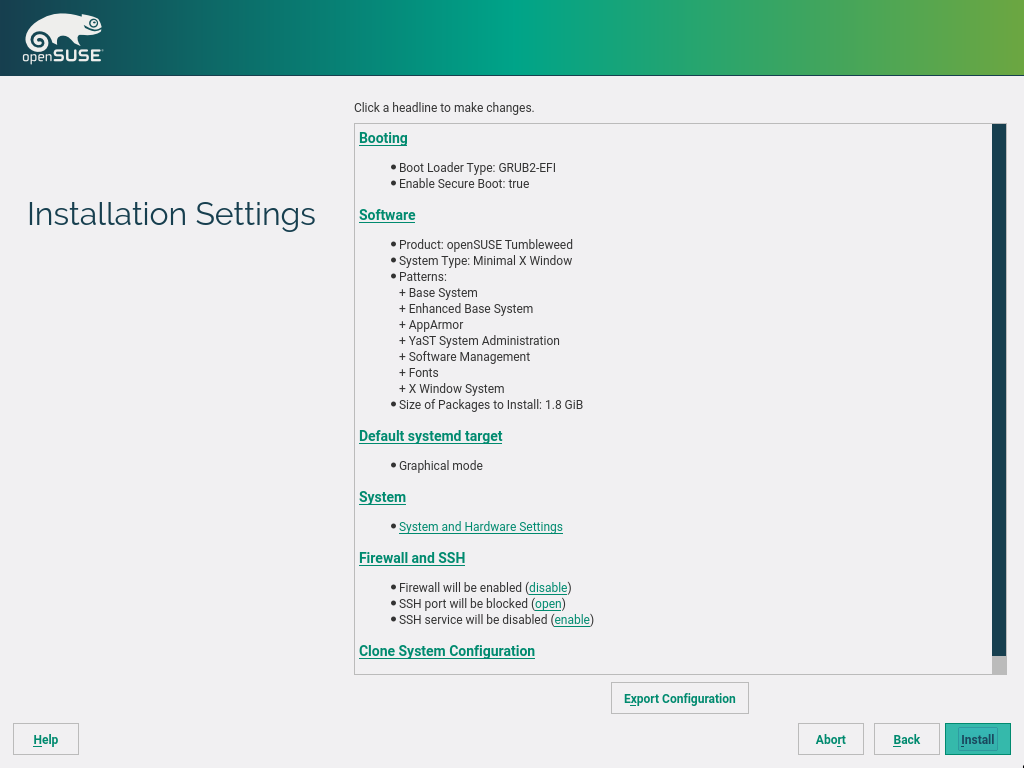 openSUSE
Click a headline to make changes.
Installation Settings
Booting
Boot Loader Type: GRUB2-EFI
Enable Secure Boot: true
Software
Product: openSUSE Tumbleweed
System Type: Minimal X Window
Patterns:
+ Base System
+ Enhanced Base System
+ AppArmor
+ YaST System Administration
+ Software Management
+ Fonts
+ X Window System
Size of Packages to Install: 1.8 GiB
Default systemd target
Graphical mode
System
System and Hardware Settings
Firewall and SSH
Firewall will be enabled (disable)
SSH port will be blocked (open)
SSH service will be disabled (enable)
Clone System Configuration
Export Configuration
Help
Abort
Back
Install